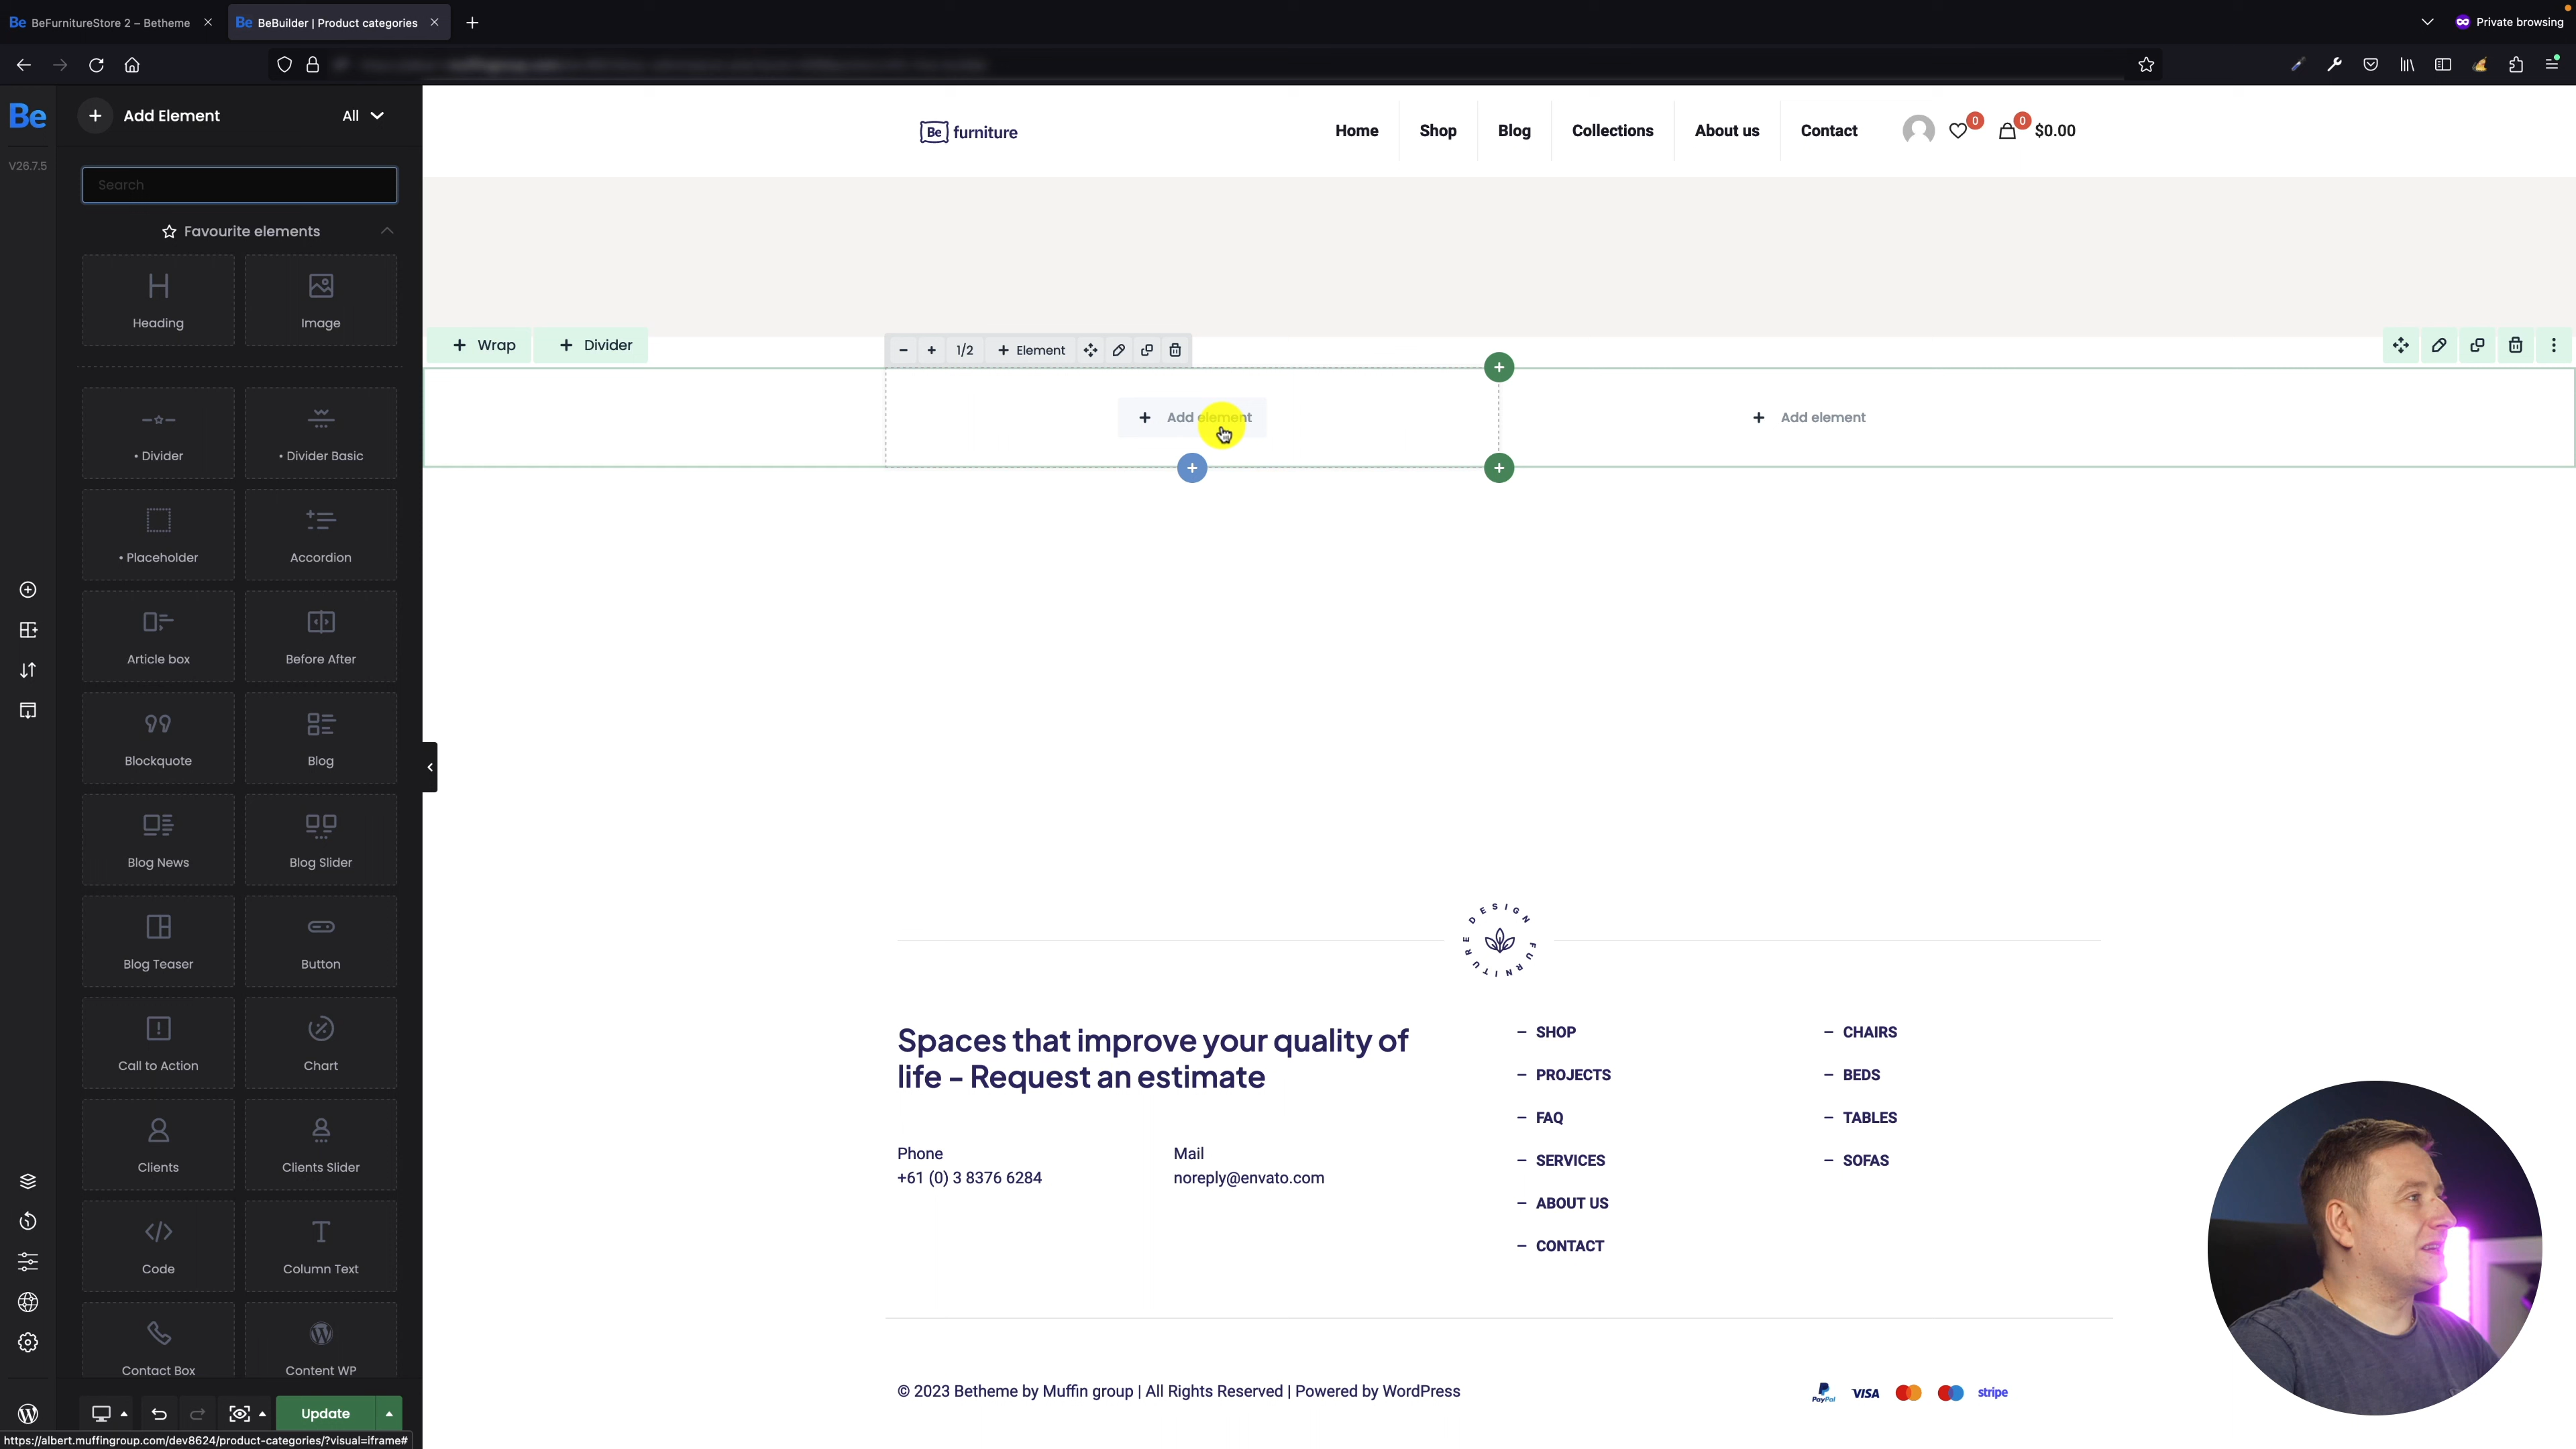 Be BeFurnitureStore 2 – Betheme
Be BeBuilder | Product categories
Private browsing
Be
Add Element
All
V26.7.5
Search
Favourite elements
Heading
Image
• Divider
• Divider Basic
• Placeholder
Accordion
Article box
Before After
Blockquote
Blog
Blog News
Blog Slider
Blog Teaser
Button
Call to Action
Chart
Clients
Clients Slider
Code
Column Text
Contact Box
Content WP
Update
https://albert.muffingroup.com/dev8624/product-categories/?visual=iframe#
Be furniture
Home
Shop
Blog
Collections
About us
Contact
0
0
$0.00
+ Wrap
+ Divider
1/2
+ Element
+ Add element
+ Add element
DESIGN FURNITURE
Spaces that improve your quality of
life – Request an estimate
Phone
+61 (0) 3 8376 6284
Mail
noreply@envato.com
– SHOP
– PROJECTS
– FAQ
– SERVICES
– ABOUT US
– CONTACT
– CHAIRS
– BEDS
– TABLES
– SOFAS
© 2023 Betheme by Muffin group | All Rights Reserved | Powered by WordPress
PayPal
VISA
stripe